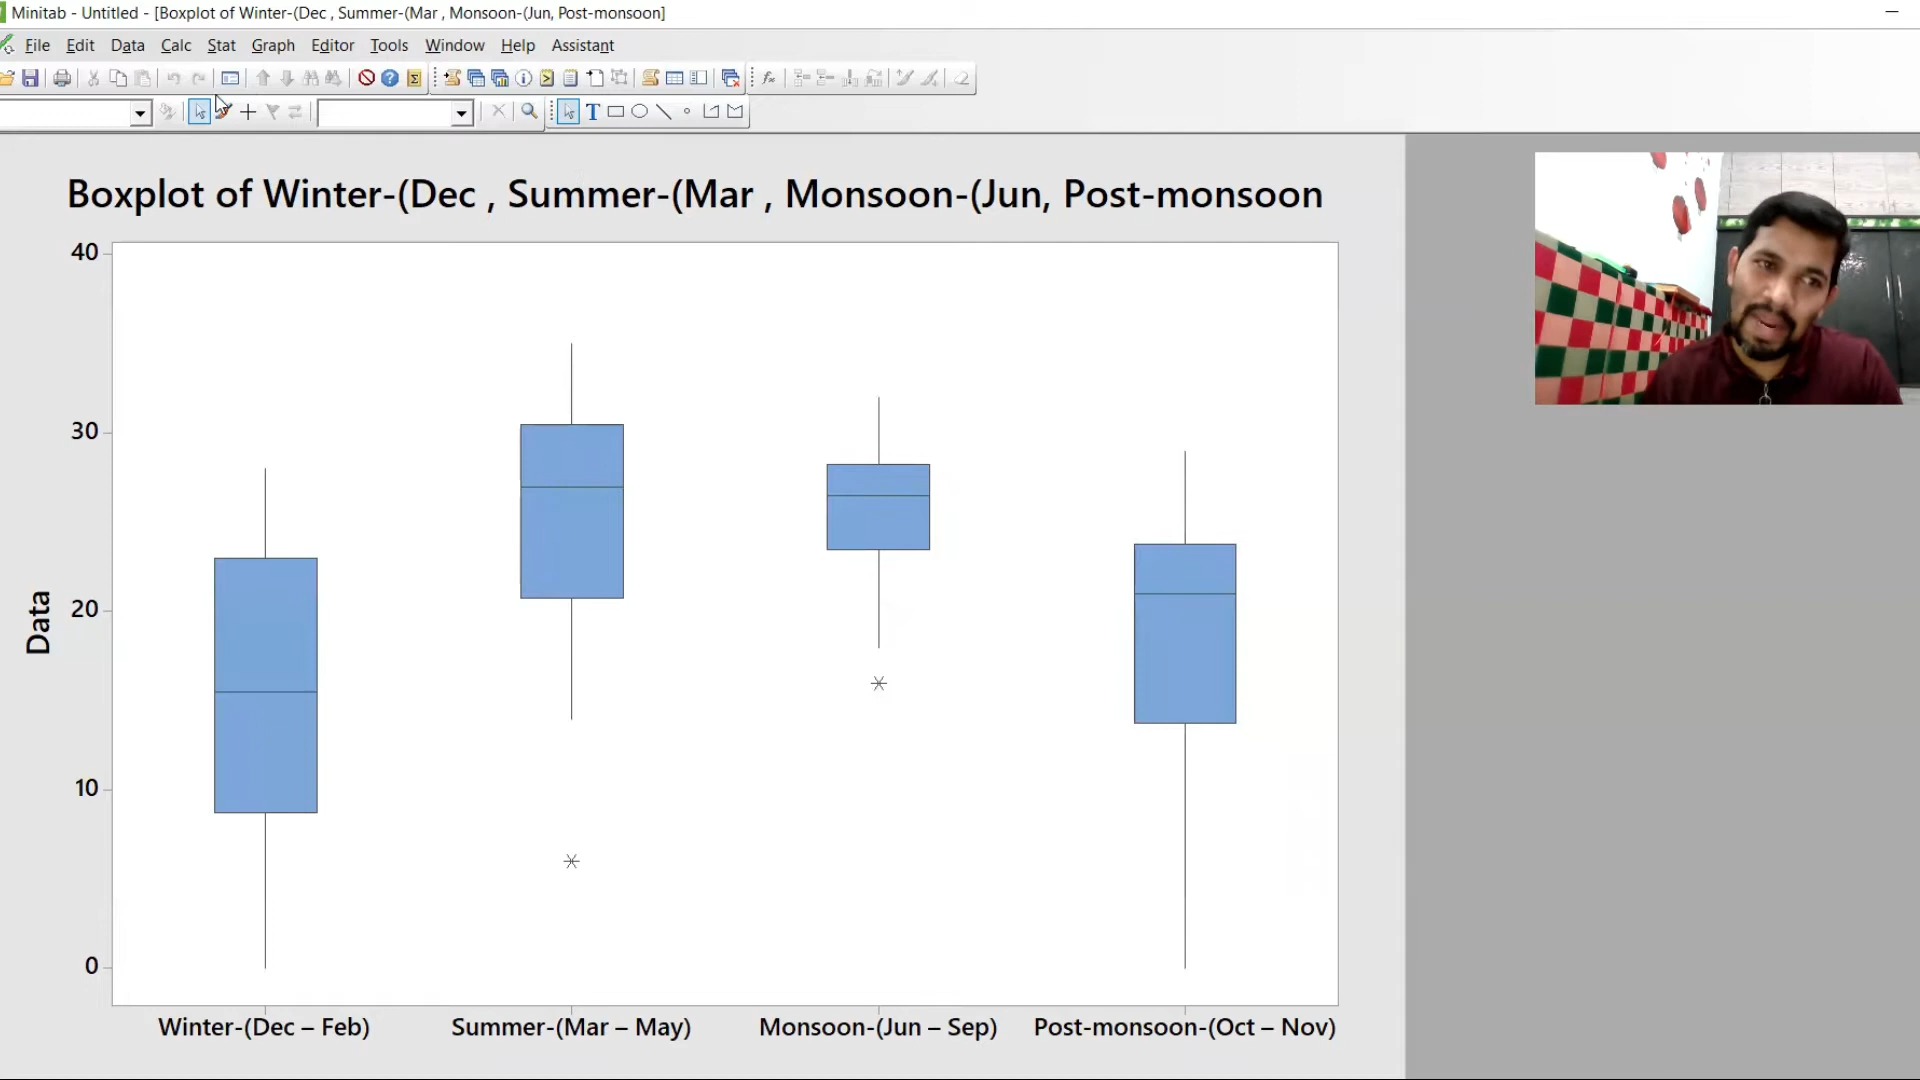 Minitab - Untitled - [Boxplot of Winter-(Dec , Summer-(Mar , Monsoon-(Jun, Post-monsoon]
File Edit Data Calc Stat Graph Editor Tools Window Help Assistant
Boxplot of Winter-(Dec , Summer-(Mar , Monsoon-(Jun, Post-monsoon
40
30
20
10
0
Data
Winter-(Dec – Feb) Summer-(Mar – May) Monsoon-(Jun – Sep) Post-monsoon-(Oct – Nov)